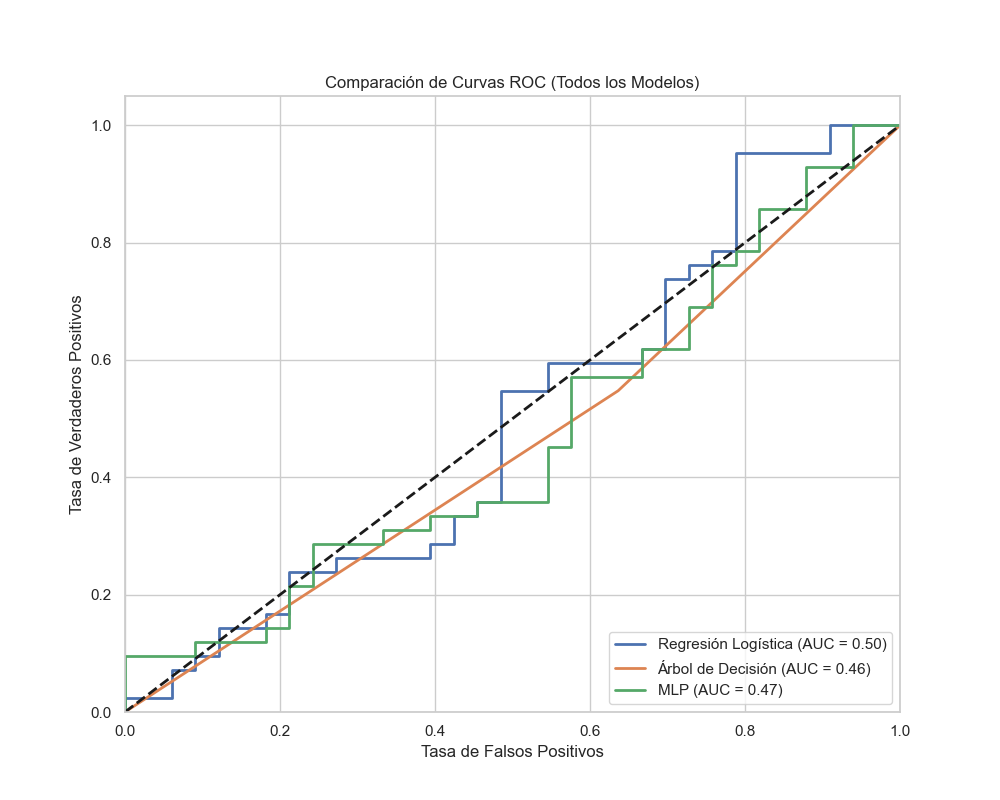 Comparación de Curvas ROC (Todos los Modelos)
Tasa de Verdaderos Positivos
1.0
0.8
0.6
0.4
0.2
0.0
0.0 0.2 0.4 0.6 0.8 1.0
Tasa de Falsos Positivos
Regresión Logística (AUC = 0.50)
Árbol de Decisión (AUC = 0.46)
MLP (AUC = 0.47)